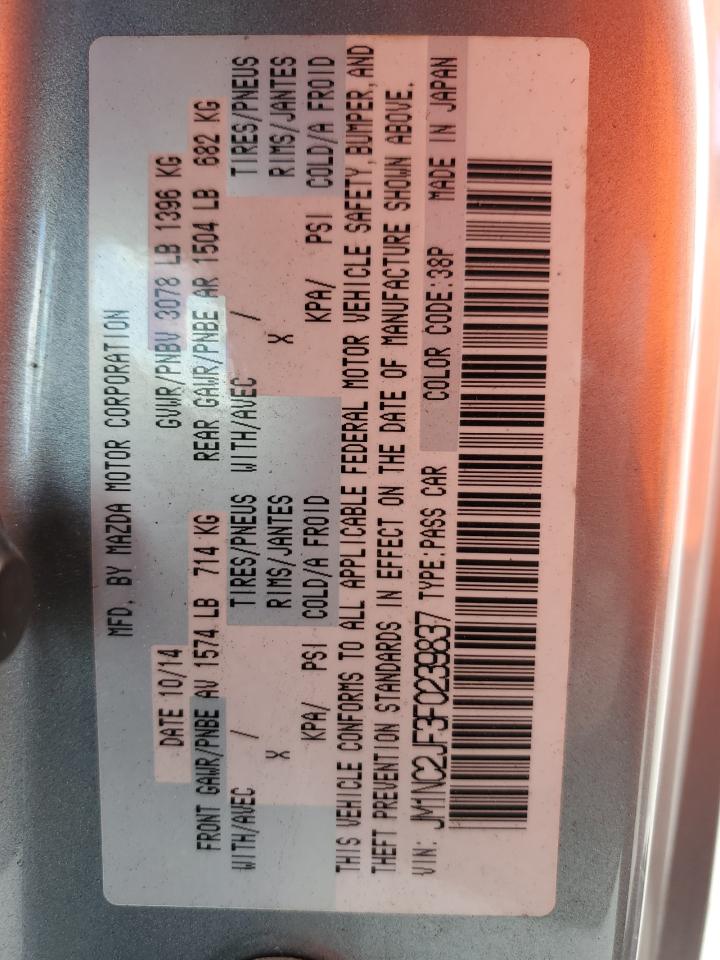 MFD. BY MAZDA MOTOR CORPORATION
DATE 10/14 GVWR/PNBV 3078 LB 1396 KG
FRONT GAWR/PNBE AV 1574 LB 714 KG REAR GAWR/PNBE AR 1504 LB 682 KG
WITH/AVEC / TIRES/PNEUS WITH/AVEC / TIRES/PNEUS
X RIMS/JANTES X RIMS/JANTES
KPA/ PSI COLD/A FROID KPA/ PSI COLD/A FROID
THIS VEHICLE CONFORMS TO ALL APPLICABLE FEDERAL MOTOR VEHICLE SAFETY, BUMPER, AND
THEFT PREVENTION STANDARDS IN EFFECT ON THE DATE OF MANUFACTURE SHOWN ABOVE.
VIN: JM1NC2JF3F0239837 TYPE:PASS CAR COLOR CODE:38P MADE IN JAPAN